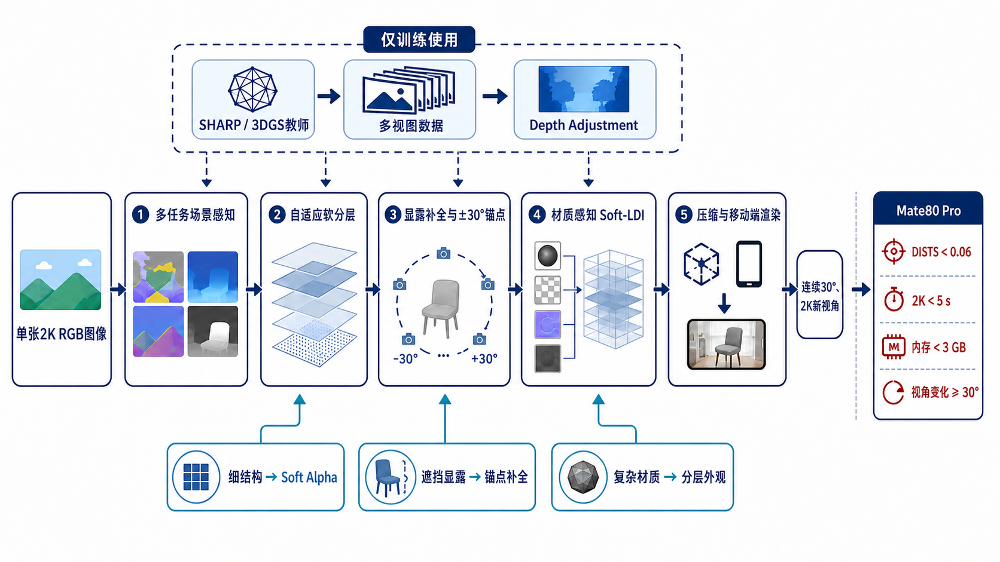 仅训练使用
SHARP / 3DGS教师
多视图数据
Depth Adjustment
单张2K RGB图像
1 多任务场景感知
2 自适应软分层
3 显露补全与±30°锚点
-30°
...
+30°
4 材质感知 Soft-LDI
5 压缩与移动端渲染
连续30°、
2K新视角
Mate80 Pro
DISTS < 0.06
2K < 5 s
M 内存 < 3 GB
视角变化 ≥ 30°
细结构 → Soft Alpha
遮挡显露 → 锚点补全
复杂材质 → 分层外观